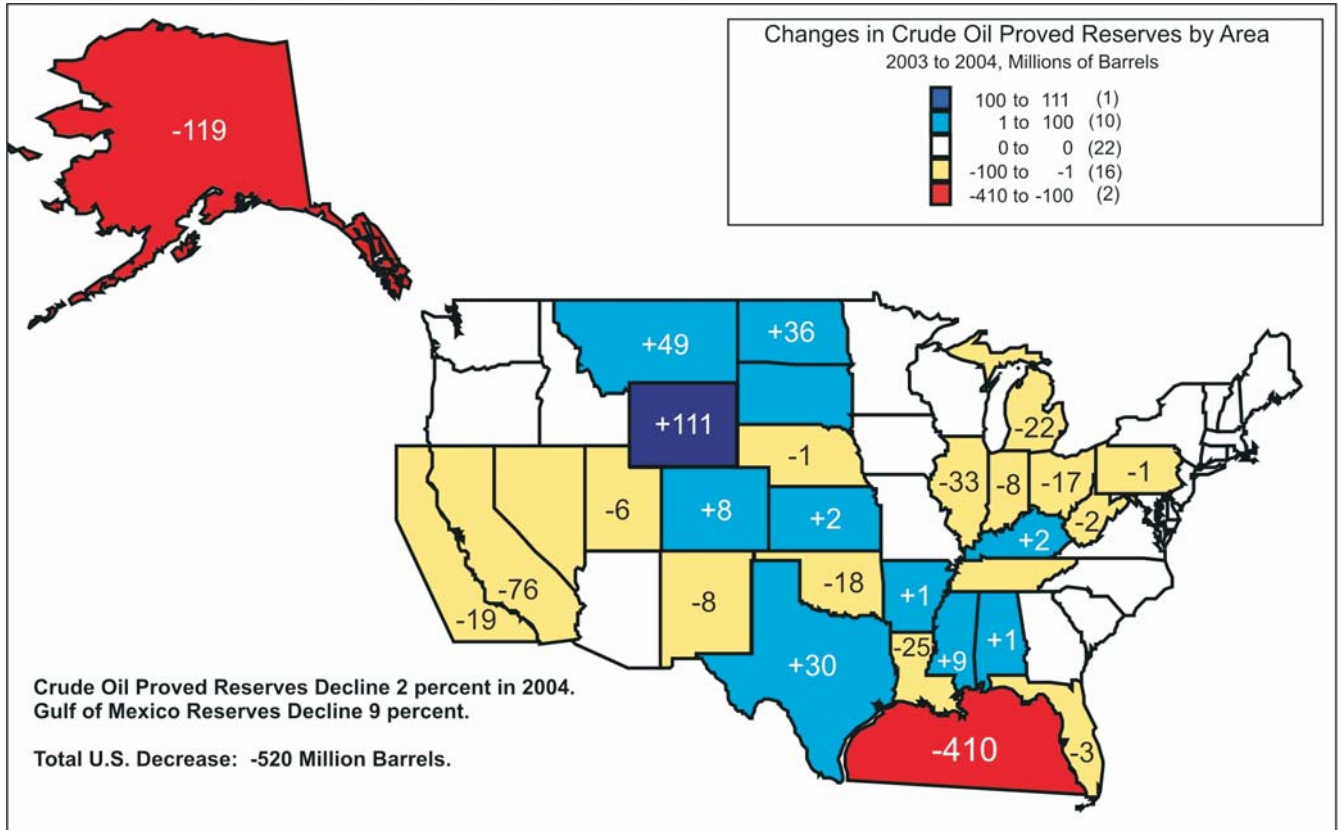 Changes in Crude Oil Proved Reserves by Area
2003 to 2004, Millions of Barrels
100 to 111 (1)
1 to 100 (10)
0 to 0 (22)
-100 to -1 (16)
-410 to -100 (2)
-119
+49
+36
+111
-1
-22
-33
-8
-17
-1
-6
+8
+2
-2
+2
-76
-19
-8
-18
+1
-25
+9
+1
+30
-410
-3
Crude Oil Proved Reserves Decline 2 percent in 2004.
Gulf of Mexico Reserves Decline 9 percent.
Total U.S. Decrease: -520 Million Barrels.